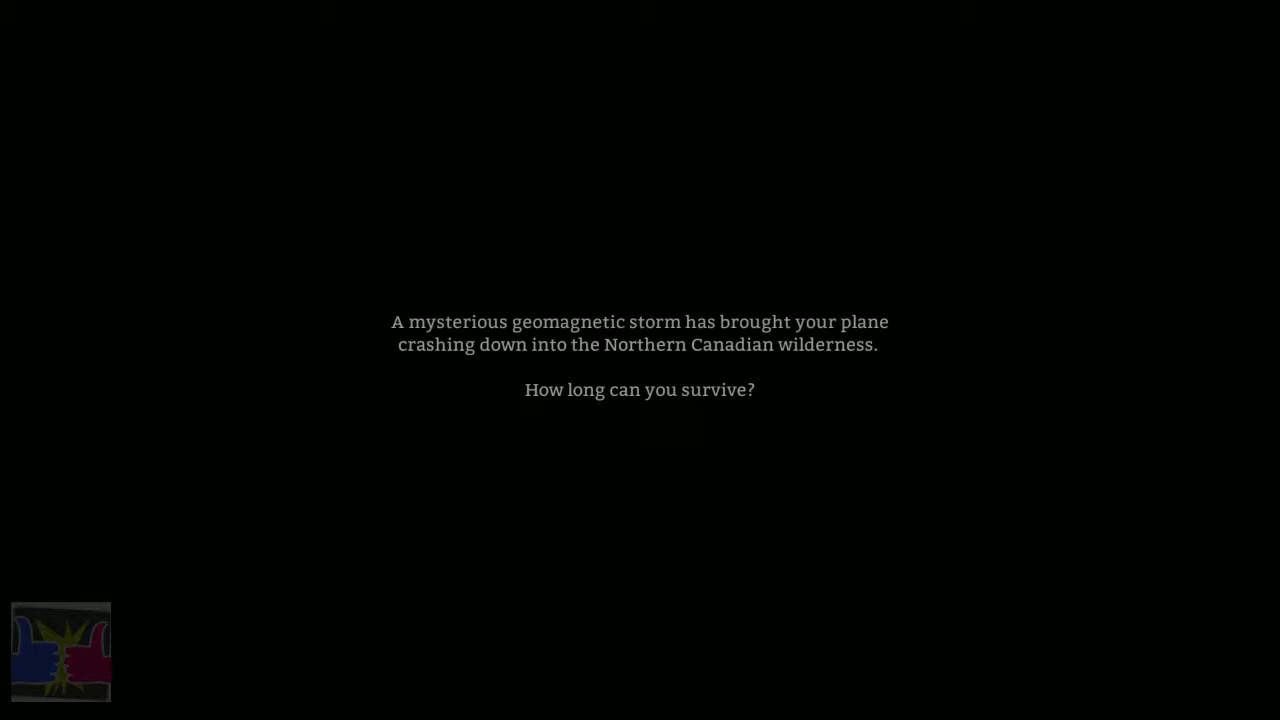 A mysterious geomagnetic storm has brought your plane
crashing down into the Northern Canadian wilderness.
How long can you survive?